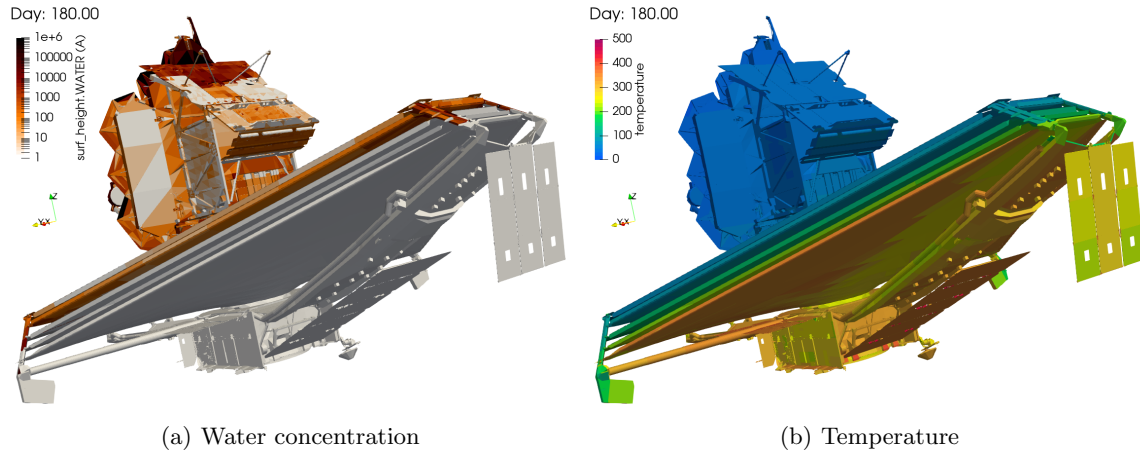 Day: 180.00
1e+6
100000
10000
1000
100
10
1
surf_height.WATER (A)
Z
Y-X
(a) Water concentration
Day: 180.00
500
400
300
200
100
0
temperature
Z
Y-X
(b) Temperature